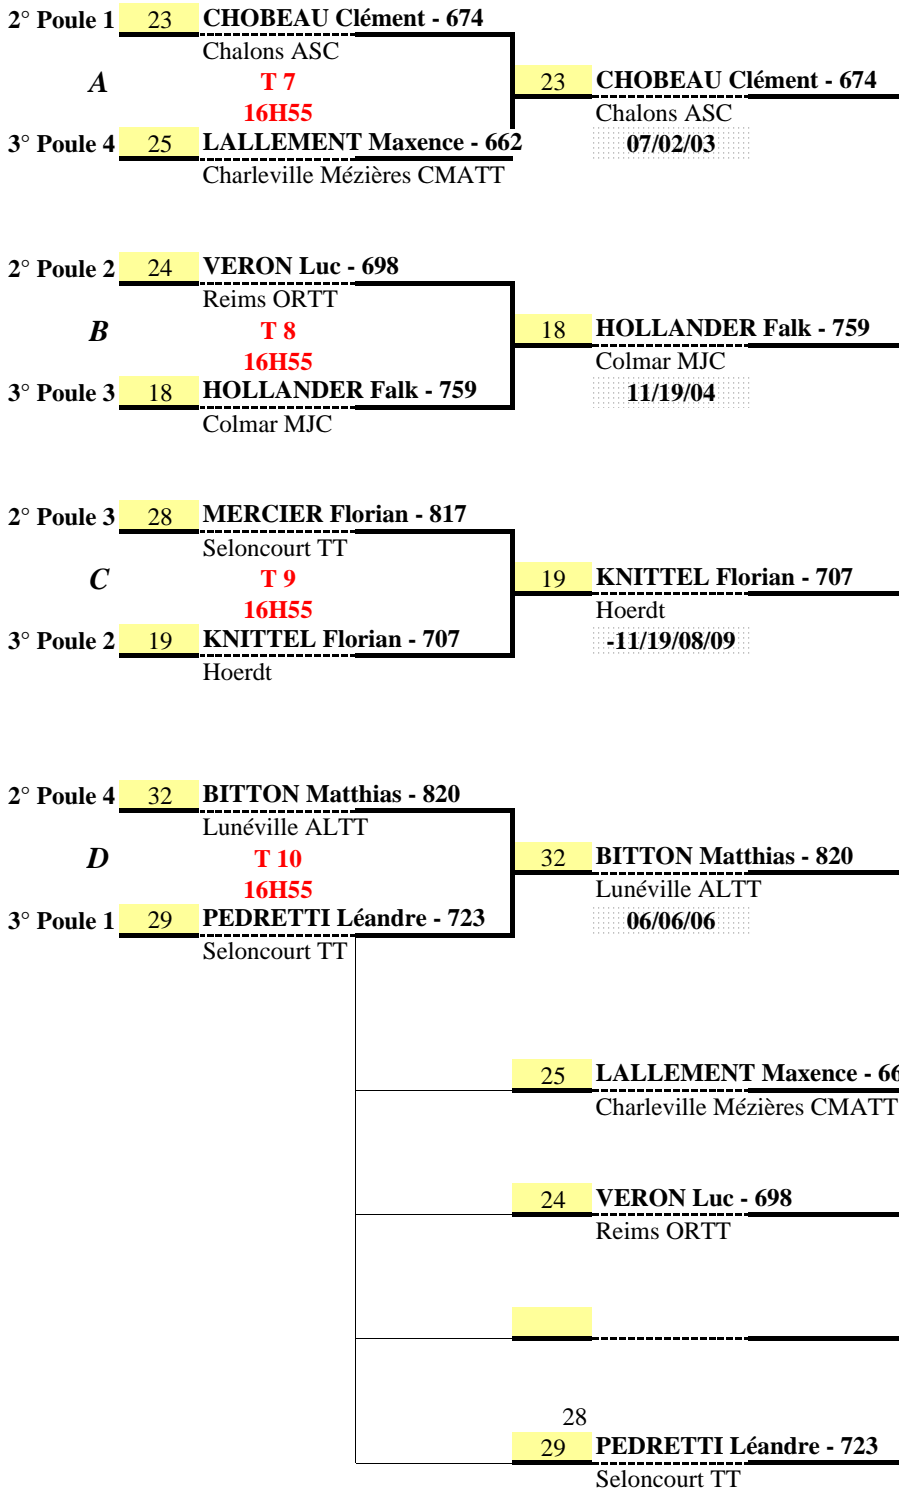 2° Poule 1 23 CHOBEAU Clément - 674
Chalons ASC
A T 7 23 CHOBEAU Clément - 674
16H55 Chalons ASC
3° Poule 4 25 LALLEMENT Maxence - 662 07/02/03
Charleville Mézières CMATT
2° Poule 2 24 VERON Luc - 698
Reims ORTT
B T 8 18 HOLLANDER Falk - 759
16H55 Colmar MJC
3° Poule 3 18 HOLLANDER Falk - 759 11/19/04
Colmar MJC
2° Poule 3 28 MERCIER Florian - 817
Seloncourt TT
C T 9 19 KNITTEL Florian - 707
16H55 Hoerdt
3° Poule 2 19 KNITTEL Florian - 707 -11/19/08/09
Hoerdt
2° Poule 4 32 BITTON Matthias - 820
Lunéville ALTT
D T 10 32 BITTON Matthias - 820
16H55 Lunéville ALTT
3° Poule 1 29 PEDRETTI Léandre - 723 06/06/06
Seloncourt TT
25 LALLEMENT Maxence - 66
Charleville Mézières CMATT
24 VERON Luc - 698
Reims ORTT
28
29 PEDRETTI Léandre - 723
Seloncourt TT